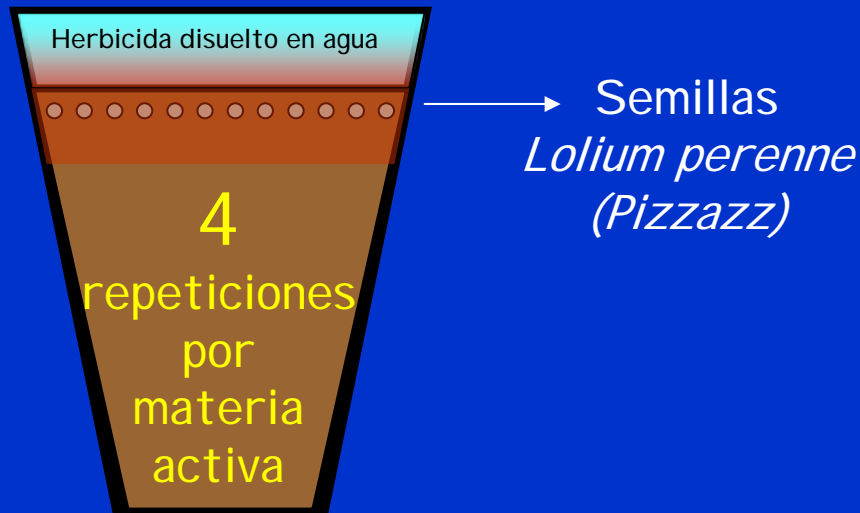 Herbicida disuelto en agua
Semillas
Lolium perenne
(Pizzazz)
4
repeticiones
por
materia
activa